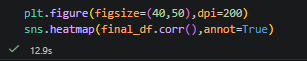 plt.figure(figsize=(40,50),dpi=200)
sns.heatmap(final_df.corr(),annot=True)
✓ 12.9s